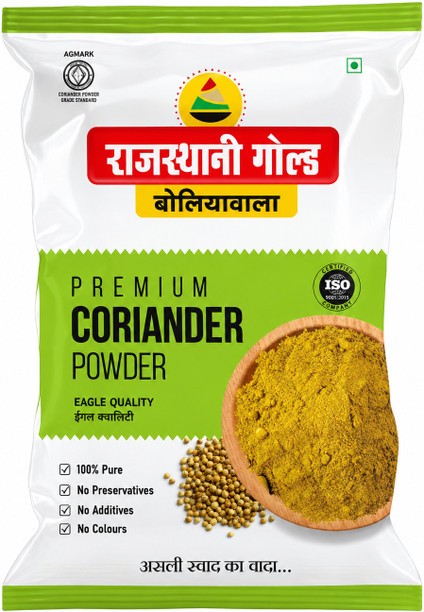 AGMARK
CORIANDER POWDER
GRADE STANDARD
राजस्थानी गोल्ड
बोलियावाला
PREMIUM
CORIANDER
POWDER
EAGLE QUALITY
ईगल क्वालिटी
CERTIFIED
ISO
9001:2015
COMPANY
100% Pure
No Preservatives
No Additives
No Colours
असली स्वाद का वादा...